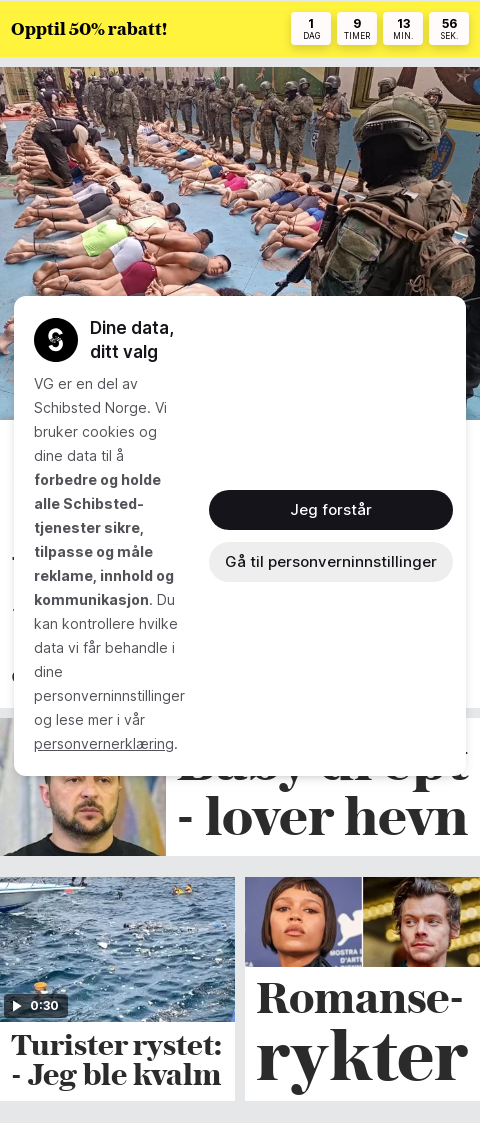 Opptil 50% rabatt!
1
DAG
9
TIMER
13
MIN.
56
SEK.
Dine data,
ditt valg
VG er en del av
Schibsted Norge. Vi
bruker cookies og
dine data til å
forbedre og holde
alle Schibsted-
tjenester sikre,
tilpasse og måle
reklame, innhold og
kommunikasjon. Du
kan kontrollere hvilke
data vi får behandle i
dine
personverninnstillinger
og lese mer i vår
personvernerklæring.
Jeg forstår
Gå til personverninnstillinger
Baby drept
- lover hevn
0:30
Turister rystet:
- Jeg ble kvalm
Romanse-
rykter